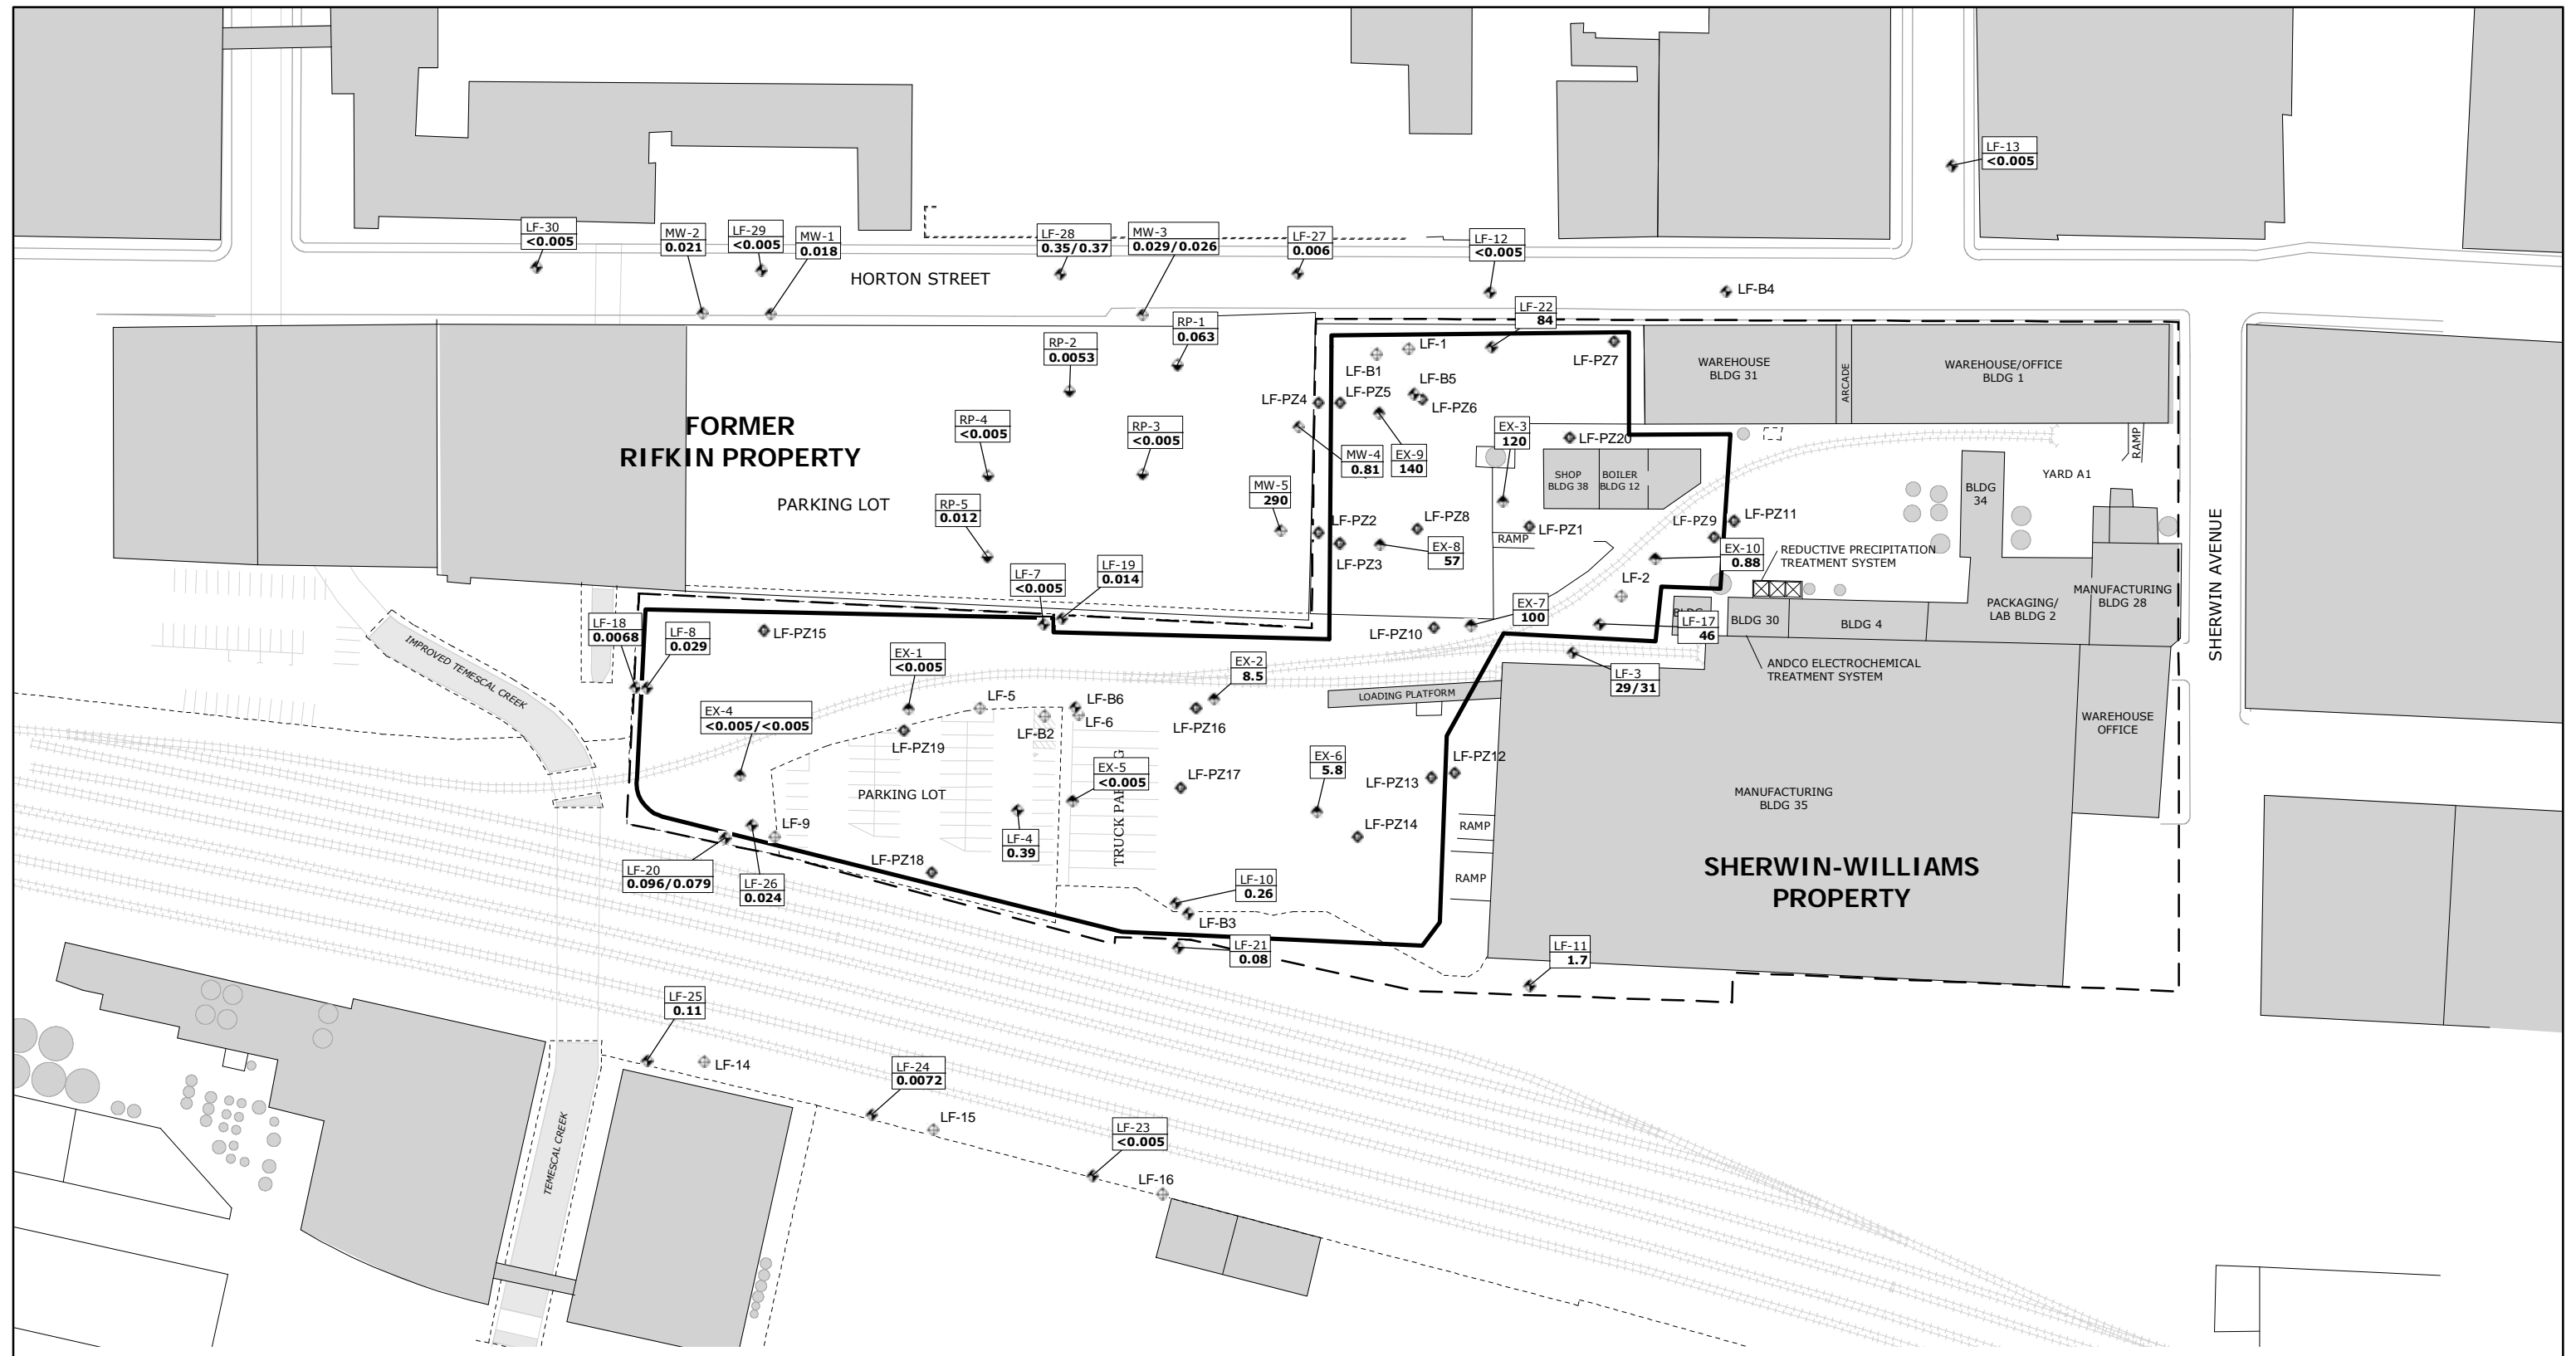 LF-13
<0.005
LF-30
<0.005
MW-2
0.021
LF-29
<0.005
MW-1
0.018
LF-28
0.35/0.37
MW-3
0.029/0.026
LF-27
0.006
LF-12
<0.005
HORTON STREET
LF-B4
LF-22
84
RP-1
0.063
RP-2
0.0053
LF-1
LF-B1
LF-PZ7
WAREHOUSE
BLDG 31
ARCADE
WAREHOUSE/OFFICE
BLDG 1
LF-B5
LF-PZ4
LF-PZ5
LF-PZ6
FORMER
RIFKIN PROPERTY
RP-4
<0.005
RP-3
<0.005
EX-3
120
LF-PZ20
RAMP
MW-4
0.81
EX-9
140
SHOP
BLDG 38
BOILER
BLDG 12
YARD A1
BLDG
34
MW-5
290
PARKING LOT
RP-5
0.012
LF-PZ2
LF-PZ8
LF-PZ1
RAMP
LF-PZ9
LF-PZ11
LF-PZ3
EX-8
57
EX-10
0.88
REDUCTIVE PRECIPITATION
TREATMENT SYSTEM
SHERWIN AVENUE
LF-7
<0.005
LF-19
0.014
LF-2
EX-7
100
BLDG
BLDG 30
BLDG 4
PACKAGING/
LAB BLDG 2
MANUFACTURING
BLDG 28
LF-18
0.0068
LF-8
0.029
LF-PZ15
LF-PZ10
LF-17
46
IMPROVED TEMESCAL CREEK
EX-1
<0.005
EX-2
8.5
LF-3
29/31
ANDCO ELECTROCHEMICAL
TREATMENT SYSTEM
LOADING PLATFORM
LF-5
LF-B6
LF-6
EX-4
<0.005/<0.005
LF-PZ19
LF-B2
LF-PZ16
WAREHOUSE
OFFICE
EX-6
5.8
LF-PZ12
LF-PZ13
EX-5
<0.005
LF-PZ17
PARKING LOT
TRUCK PARKING
MANUFACTURING
BLDG 35
LF-9
LF-4
0.39
LF-PZ14
RAMP
LF-PZ18
LF-20
0.096/0.079
LF-26
0.024
LF-10
0.26
RAMP
SHERWIN-WILLIAMS
PROPERTY
LF-B3
LF-21
0.08
LF-11
1.7
LF-25
0.11
LF-14
LF-24
0.0072
LF-15
LF-23
<0.005
TEMESCAL CREEK
LF-16